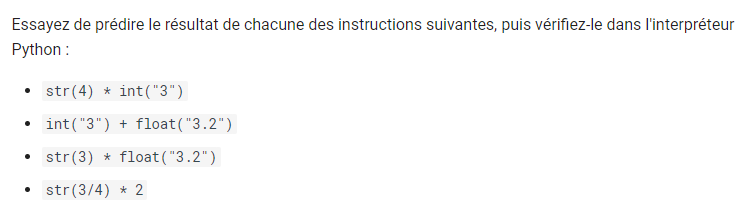 Essayez de prédire le résultat de chacune des instructions suivantes, puis vérifiez-le dans l'interpréteur
Python :
• str(4) * int("3")
• int("3") + float("3.2")
• str(3) * float("3.2")
• str(3/4) * 2